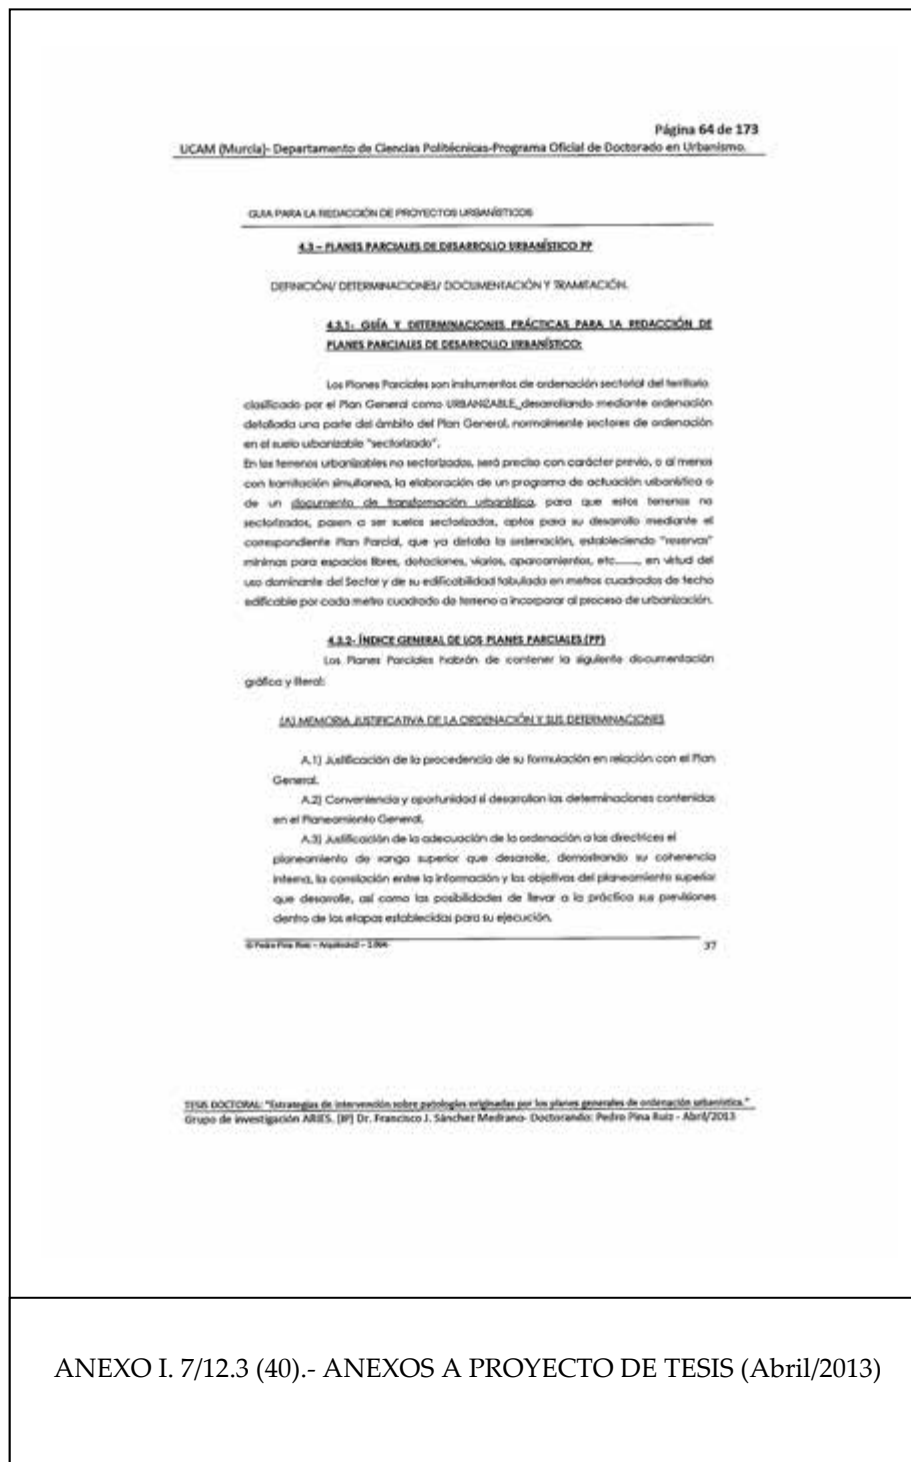 Página 64 de 173
UCAM (Murcia)- Departamento de Ciencias Politécnicas-Programa Oficial de Doctorado en Urbanismo.
GUIA PARA LA REDACCIÓN DE PROYECTOS URBANÍSTICOS
4.3 – PLANES PARCIALES DE DESARROLLO URBANÍSTICO PP
DEFINICIÓN/ DETERMINACIONES/ DOCUMENTACIÓN Y TRAMITACIÓN.
4.3.1- GUÍA Y DETERMINACIONES PRÁCTICAS PARA LA REDACCIÓN DE
PLANES PARCIALES DE DESARROLLO URBANÍSTICO:
Los Planes Parciales son instrumentos de ordenación sectorial del territorio
clasificado por el Plan General como URBANIZABLE, desarrollando mediante ordenación
detallada una parte del ámbito del Plan General, normalmente sectores de ordenación
en el suelo urbanizable "sectorizado".
En los terrenos urbanizables no sectorizados, será preciso con carácter previo, o al menos
con tramitación simultanea, la elaboración de un programa de actuación urbanística o
de un documento de transformación urbanística, para que estos terrenos no
sectorizados, pasen a ser suelos sectorizados, aptos para su desarrollo mediante el
correspondiente Plan Parcial, que ya detalla la ordenación, estableciendo "reservas"
mínimas para espacios libres, dotaciones, viarios, aparcamientos, etc......, en virtud del
uso dominante del Sector y de su edificabilidad tabulada en metros cuadrados de techo
edificable por cada metro cuadrado de terreno a incorporar al proceso de urbanización.
4.3.2- ÍNDICE GENERAL DE LOS PLANES PARCIALES (PP)
Los Planes Parciales habrán de contener la siguiente documentación
gráfica y literal:
(A) MEMORIA JUSTIFICATIVA DE LA ORDENACIÓN Y SUS DETERMINACIONES
A.1) Justificación de la procedencia de su formulación en relación con el Plan
General.
A.2) Conveniencia y oportunidad si desarrollan las determinaciones contenidas
en el Planeamiento General.
A.3) Justificación de la adecuación de la ordenación a las directrices el
planeamiento de rango superior que desarrolle, demostrando su coherencia
interna, la correlación entre la información y los objetivos del planeamiento superior
que desarrolle, así como las posibilidades de llevar a la práctica sus previsiones
dentro de las etapas establecidas para su ejecución.
© Pedro Pina Ruiz – Arquitecto
37
TESIS DOCTORAL: "Estrategias de intervención sobre patologías originadas por los planes generales de ordenación urbanística."
Grupo de investigación ARIES. (IP) Dr. Francisco J. Sánchez Medrano- Doctorando: Pedro Pina Ruiz - Abril/2013
ANEXO I. 7/12.3 (40).- ANEXOS A PROYECTO DE TESIS (Abril/2013)